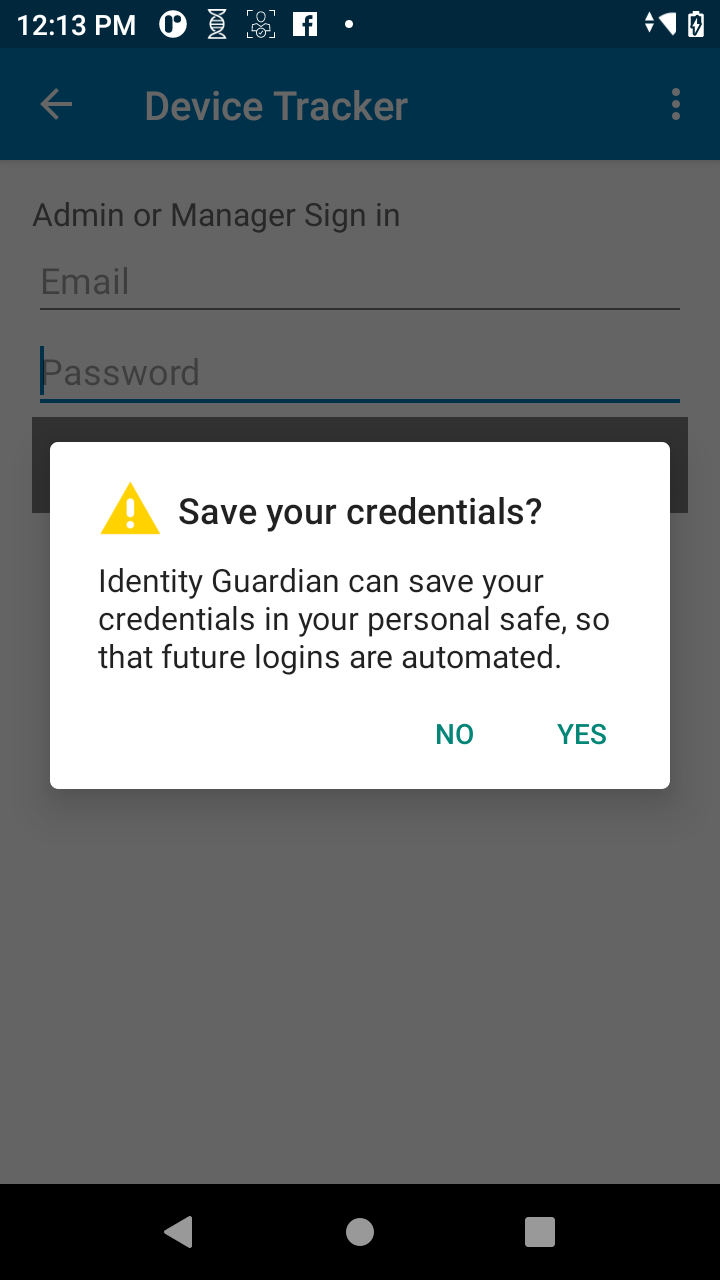 12:13 PM
Device Tracker
Admin or Manager Sign in
Email
Password
Save your credentials?
Identity Guardian can save your
credentials in your personal safe, so
that future logins are automated.
NO YES